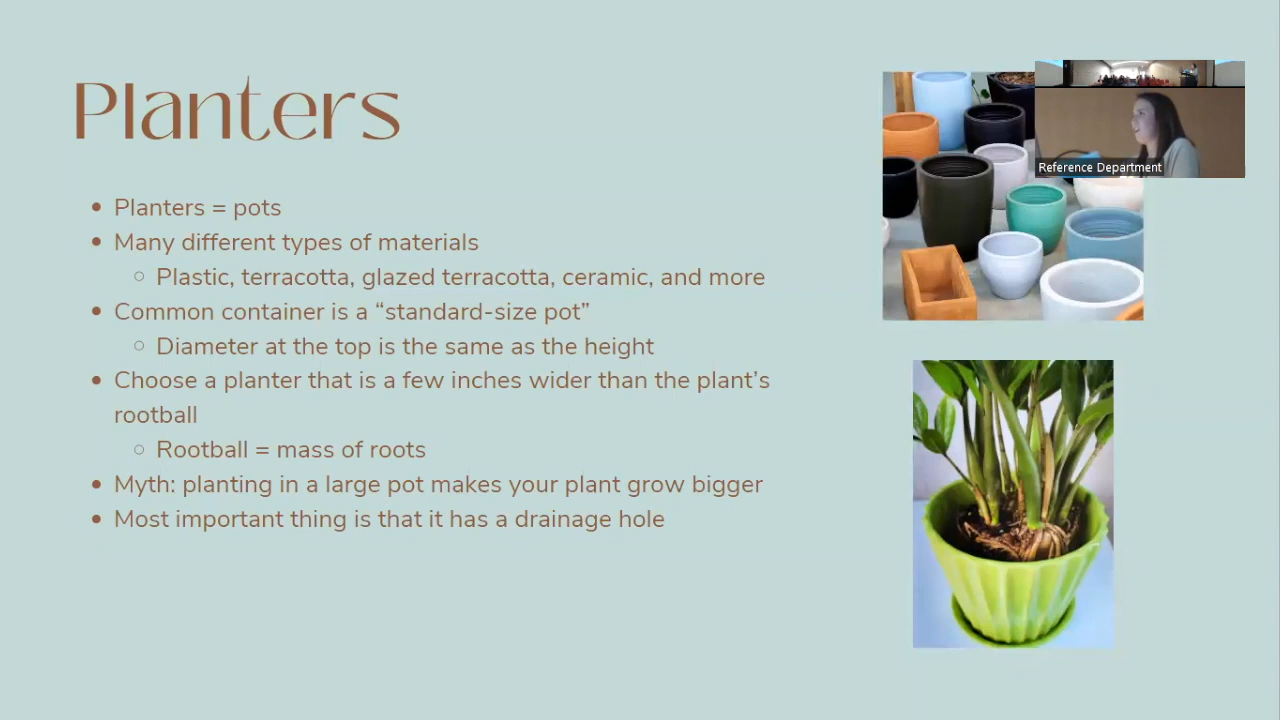 Planters
Planters = pots
Many different types of materials
Plastic, terracotta, glazed terracotta, ceramic, and more
Common container is a “standard-size pot”
Diameter at the top is the same as the height
Choose a planter that is a few inches wider than the plant’s
rootball
Rootball = mass of roots
Myth: planting in a large pot makes your plant grow bigger
Most important thing is that it has a drainage hole
Reference Department